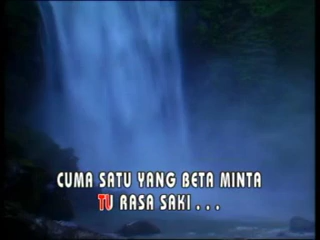 CUMA SATU YANG BETA MINTA
TU RASA SAKI . . .